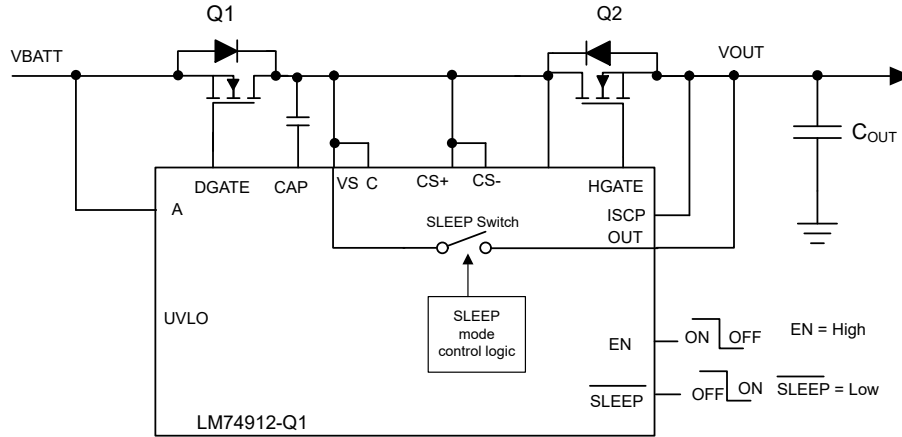 Q1
Q2
VBATT
VOUT
COUT
DGATE
CAP
VS
C
CS+
CS-
HGATE
A
ISCP
SLEEP Switch
OUT
UVLO
SLEEP
mode
control logic
EN
ON
OFF
EN = High
SLEEP
OFF
ON
SLEEP = Low
LM74912-Q1